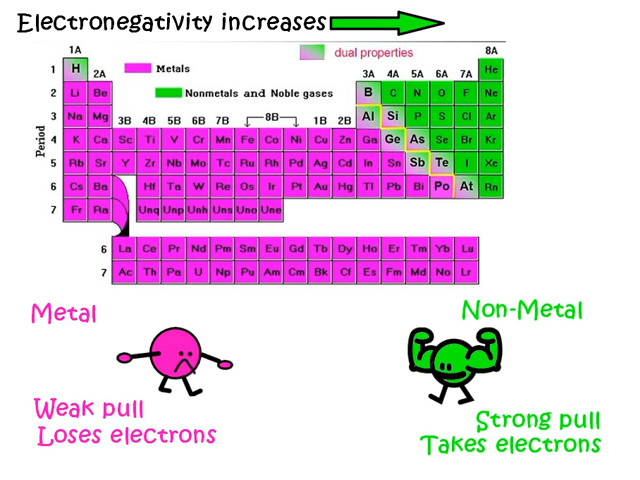 Electronegativity increases
dual properties
1A 8A
1 H Metals He
2A 3A 4A 5A 6A 7A
2 Li Be Nonmetals and Noble gases B C N O F Ne
3 Na Mg Al Si P S Cl Ar
3B 4B 5B 6B 7B 8B 1B 2B
Period
4 K Ca Sc Ti V Cr Mn Fe Co Ni Cu Zn Ga Ge As Se Br Kr
5 Rb Sr Y Zr Nb Mo Tc Ru Rh Pd Ag Cd In Sn Sb Te I Xe
6 Cs Ba Hf Ta W Re Os Ir Pt Au Hg Tl Pb Bi Po At Rn
7 Fr Ra Unq Unp Unh Uns Uno Une
6 La Ce Pr Nd Pm Sm Eu Gd Tb Dy Ho Er Tm Yb Lu
7 Ac Th Pa U Np Pu Am Cm Bk Cf Es Fm Md No Lr
Metal
Non-Metal
Weak pull
Loses electrons
Strong pull
Takes electrons